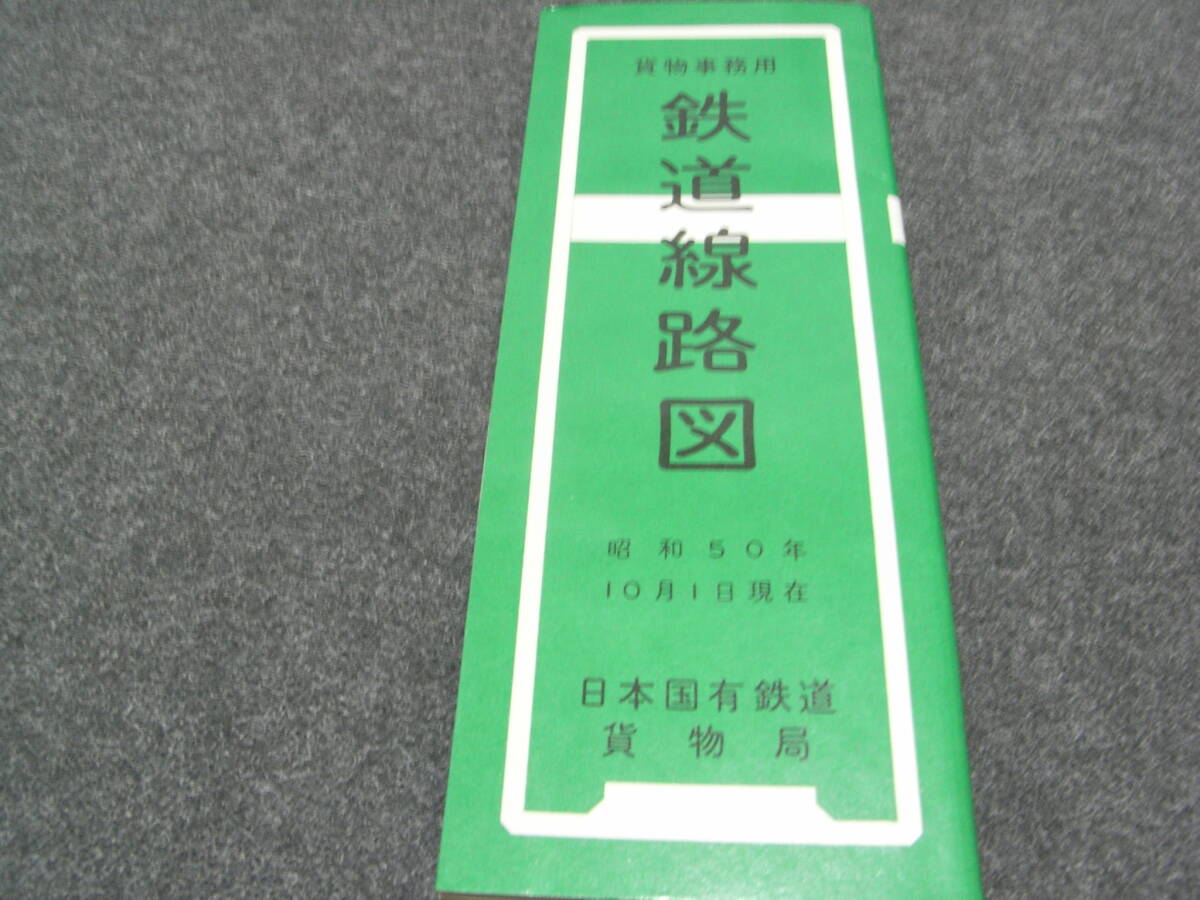 貨物事務用
鉄道線路図
昭和50年
10月1日現在
日本国有鉄道
貨物局